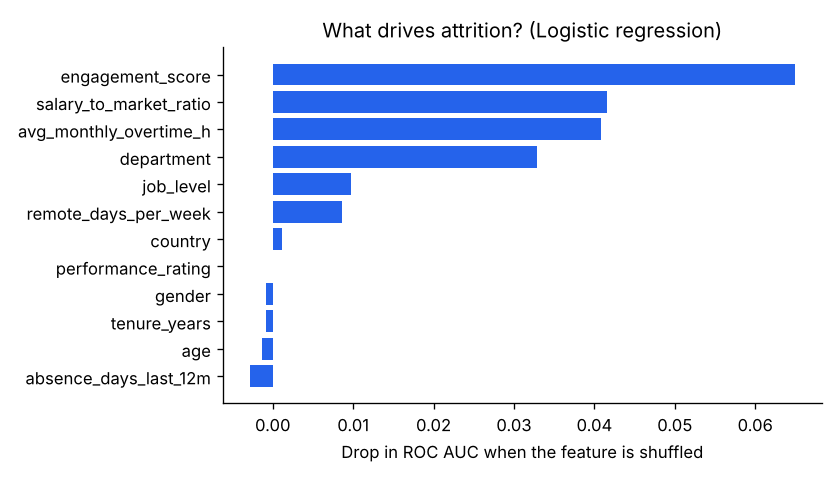 What drives attrition? (Logistic regression)
engagement_score
salary_to_market_ratio
avg_monthly_overtime_h
department
job_level
remote_days_per_week
country
performance_rating
gender
tenure_years
age
absence_days_last_12m
0.00 0.01 0.02 0.03 0.04 0.05 0.06
Drop in ROC AUC when the feature is shuffled